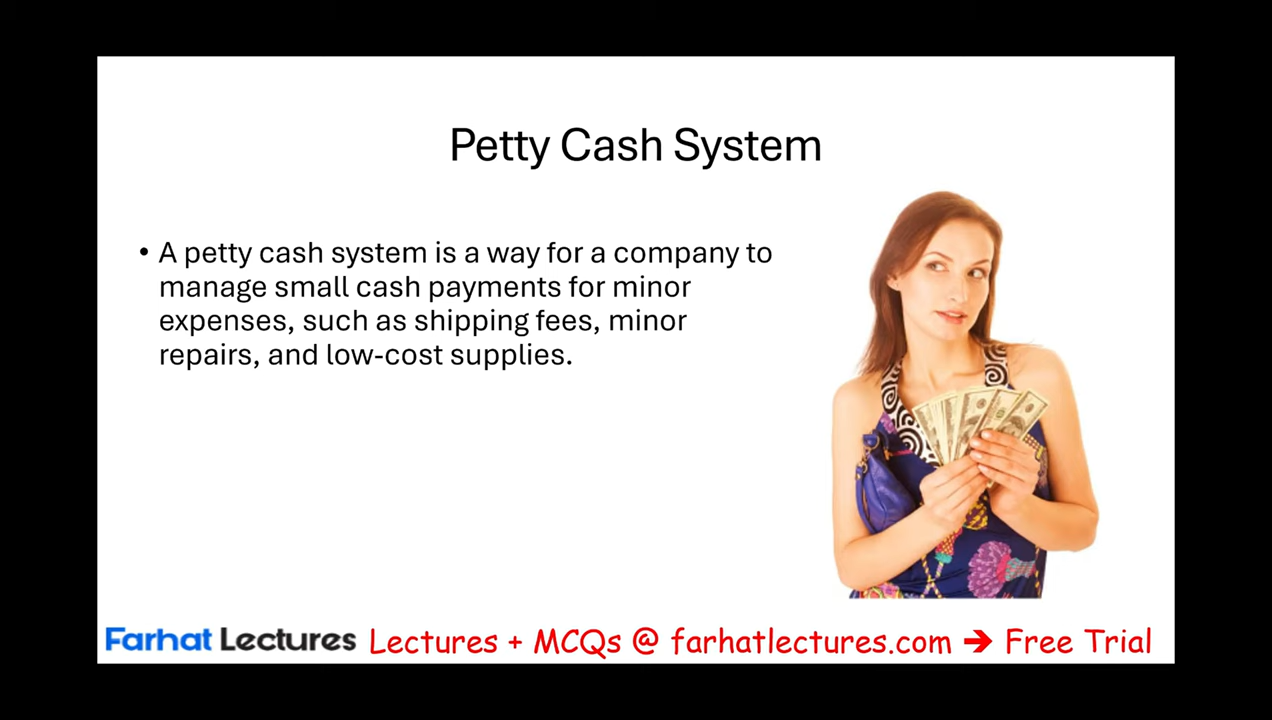 Petty Cash System
• A petty cash system is a way for a company to
manage small cash payments for minor
expenses, such as shipping fees, minor
repairs, and low-cost supplies.
Farhat Lectures Lectures + MCQs @ farhatlectures.com ➔ Free Trial